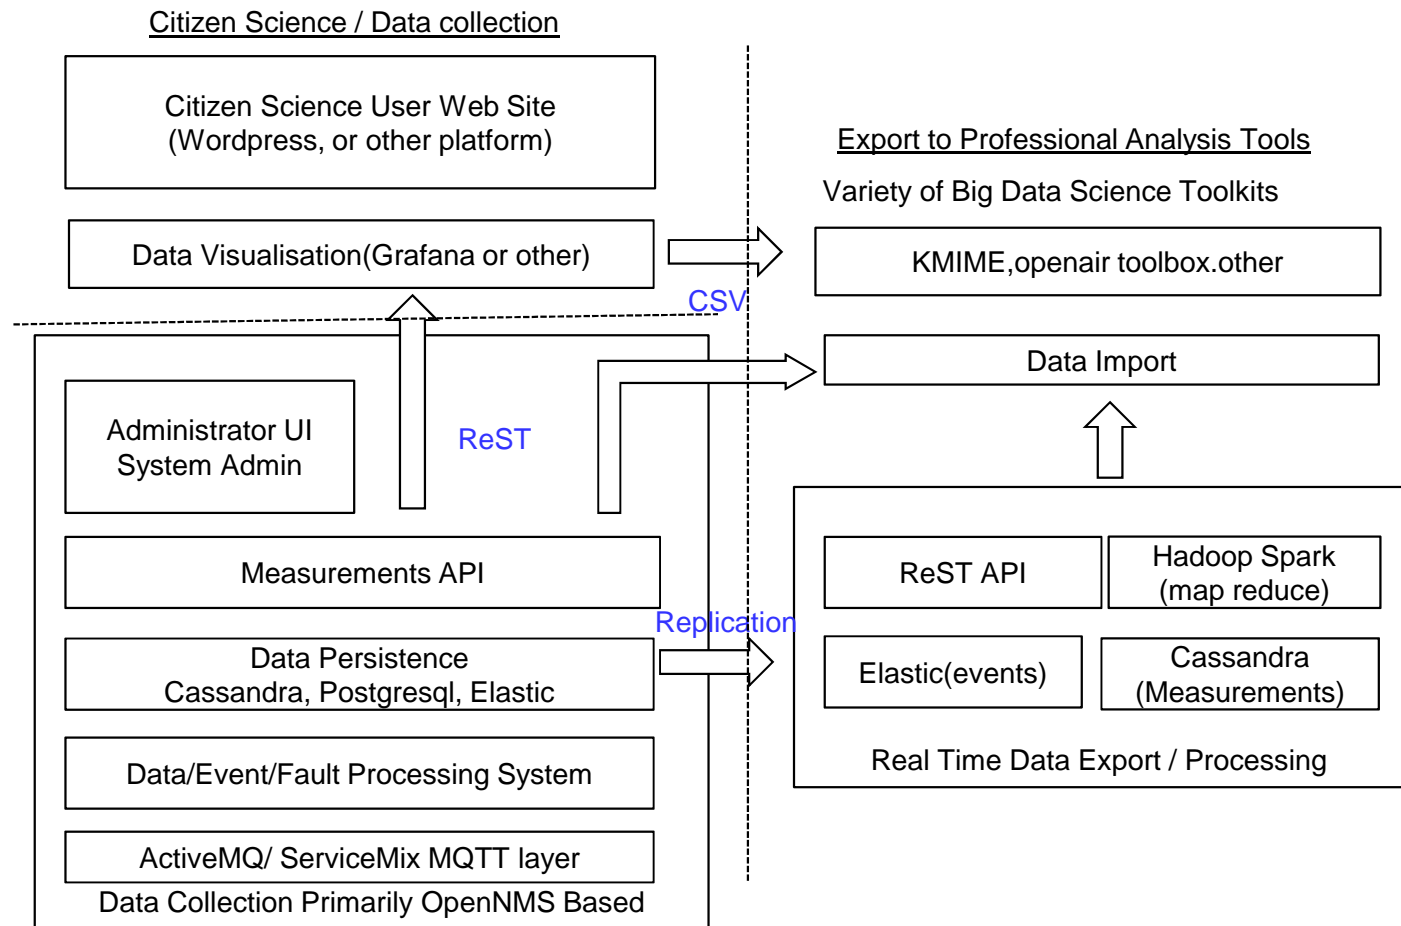 Citizen Science / Data collection
Citizen Science User Web Site
(Wordpress, or other platform)
Data Visualisation(Grafana or other)
CSV
Administrator UI
System Admin
ReST
Measurements API
Replication
Data Persistence
Cassandra, Postgresql, Elastic
Data/Event/Fault Processing System
ActiveMQ/ ServiceMix MQTT layer
Data Collection Primarily OpenNMS Based
Export to Professional Analysis Tools
Variety of Big Data Science Toolkits
KMIME,openair toolbox.other
Data Import
ReST API
Hadoop Spark
(map reduce)
Elastic(events)
Cassandra
(Measurements)
Real Time Data Export / Processing